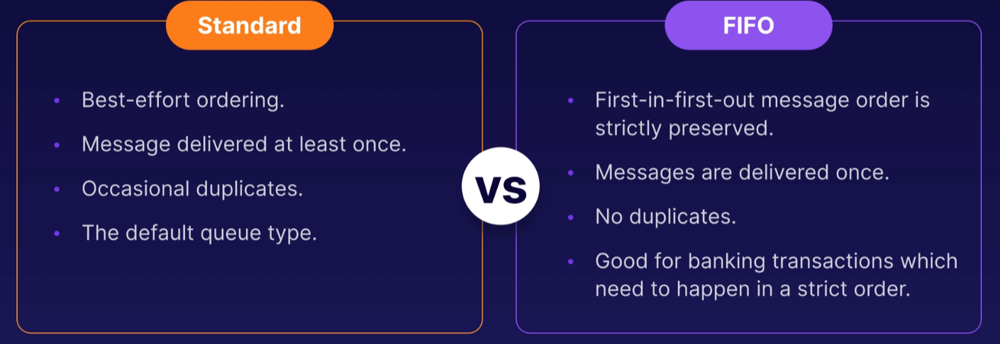 Standard
• Best-effort ordering.
• Message delivered at least once.
• Occasional duplicates.
• The default queue type.
VS
FIFO
• First-in-first-out message order is
strictly preserved.
• Messages are delivered once.
• No duplicates.
• Good for banking transactions which
need to happen in a strict order.